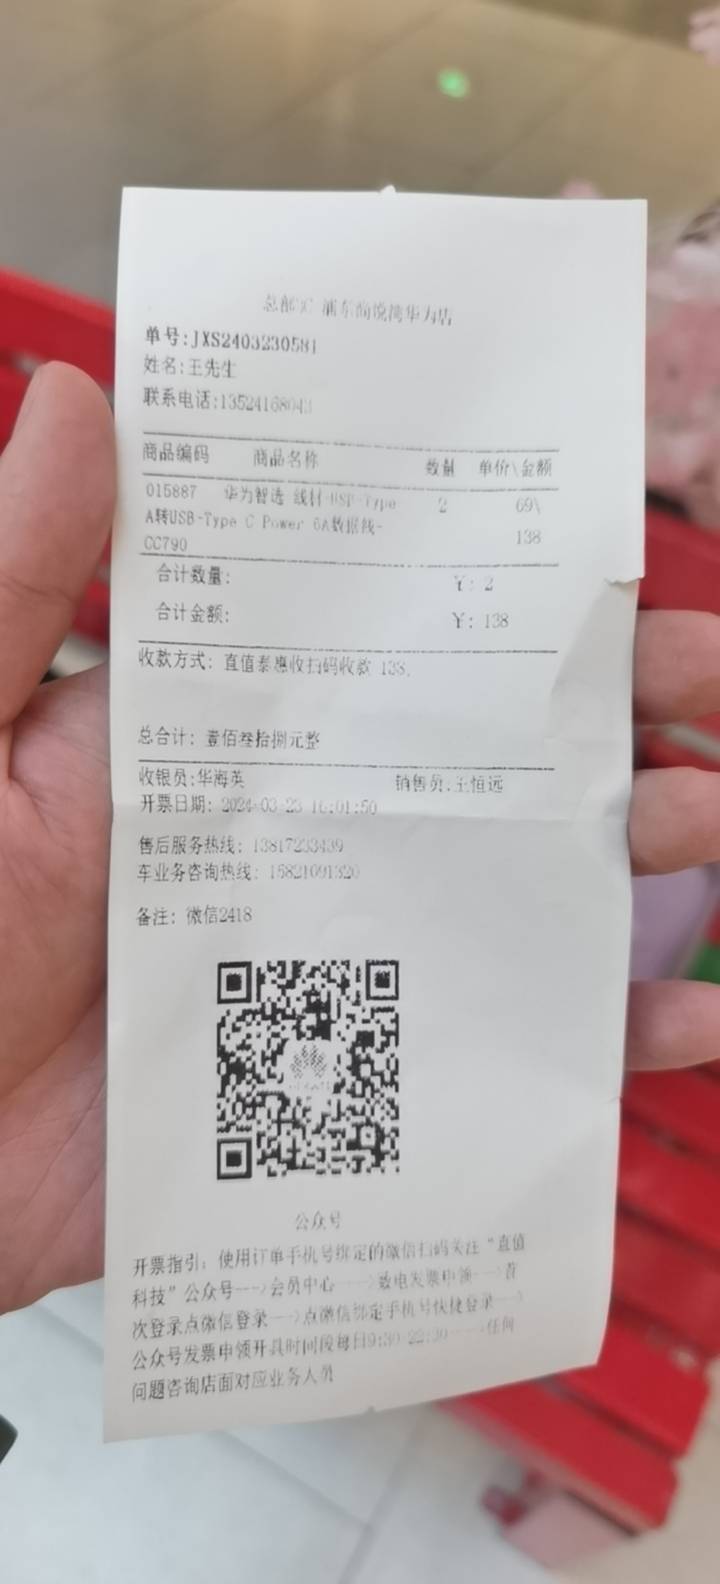 浦东尚悦湾华为店
单号:JXS2403230581
姓名:王先生
联系电话:1352416804
商品编码 商品名称 数量 单价\金额
015887 华为智选 线材-USB-Type 2 69\
A转USB-Type C Power 6A数据线- 138
CC790
合计数量: ¥: 2
合计金额: ¥: 138
收款方式: 直值泰惠收扫码收款 138.
总合计: 壹佰叁拾捌元整
收银员:华海英 销售员:王恒远
开票日期: 2024-03-23 16:01:50
售后服务热线: 13817233439
车业务咨询热线: 15821091320
备注: 微信2418
公众号
开票指引: 使用订单手机号绑定的微信扫码关注“直值
科技”公众号--->会员中心---->致电发票申领--->首
次登录点微信登录--->点微信绑定手机号快捷登录--->
公众号发票申领开具时间段每日9:30-22:30-----任何
问题咨询店面对应业务人员